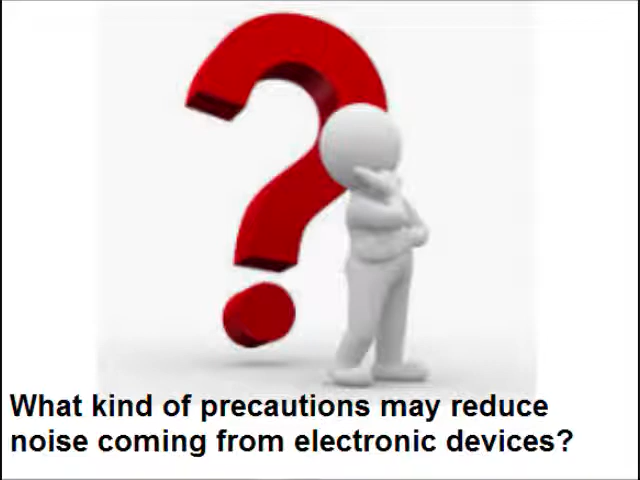 What kind of precautions may reduce
noise coming from electronic devices?